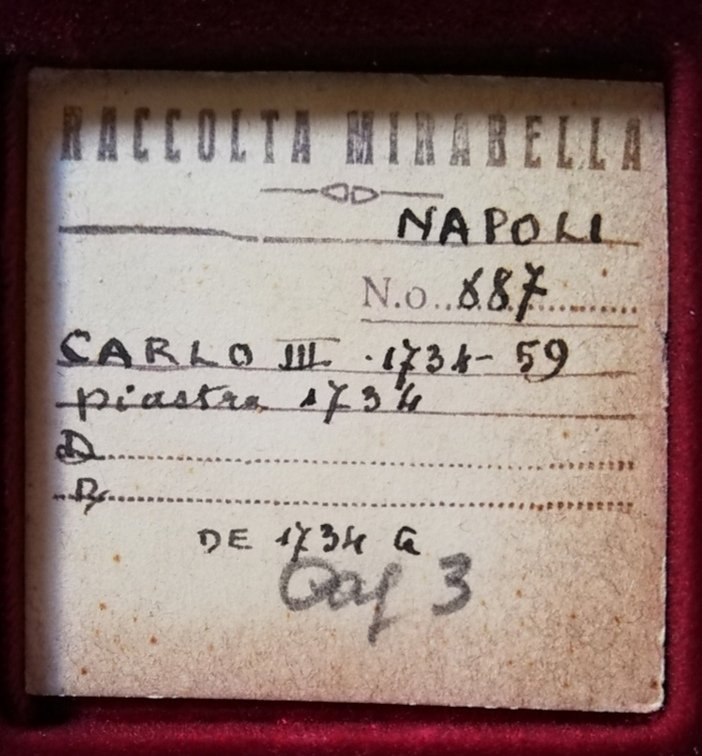 RACCOLTA MIRABELLA
NAPOLI
N.o. 887
CARLO III · 1734-59
piastra 1734
D
R
DE 1734 G